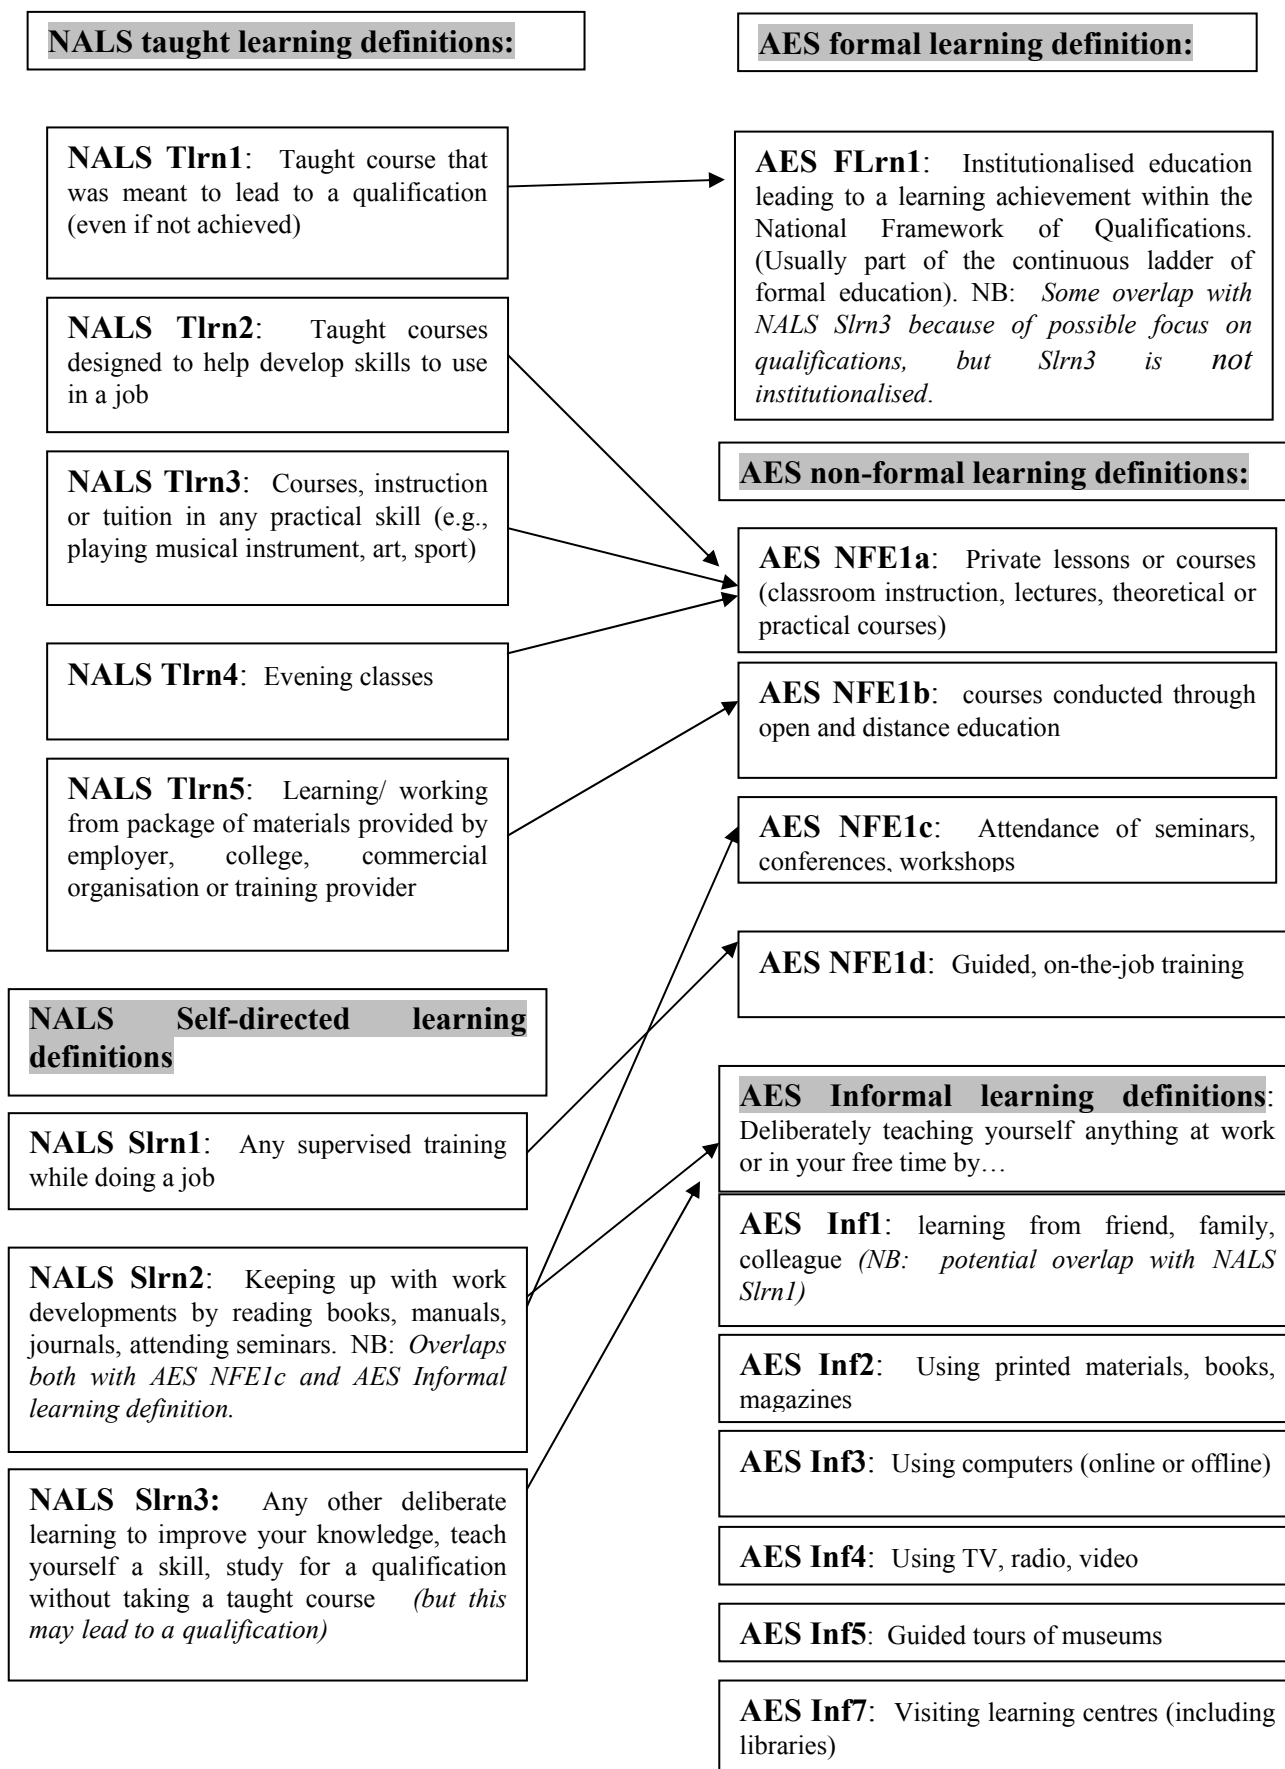 NALS taught learning definitions:
NALS Tlrn1: Taught course that
was meant to lead to a qualification
(even if not achieved)
NALS Tlrn2: Taught courses
designed to help develop skills to use
in a job
NALS Tlrn3: Courses, instruction
or tuition in any practical skill (e.g.,
playing musical instrument, art, sport)
NALS Tlrn4: Evening classes
NALS Tlrn5: Learning/ working
from package of materials provided by
employer, college, commercial
organisation or training provider
NALS Self-directed learning
definitions
NALS Slrn1: Any supervised training
while doing a job
NALS Slrn2: Keeping up with work
developments by reading books, manuals,
journals, attending seminars. NB: Overlaps
both with AES NFE1c and AES Informal
learning definition.
NALS Slrn3: Any other deliberate
learning to improve your knowledge, teach
yourself a skill, study for a qualification
without taking a taught course (but this
may lead to a qualification)
AES formal learning definition:
AES FLrn1: Institutionalised education
leading to a learning achievement within the
National Framework of Qualifications.
(Usually part of the continuous ladder of
formal education). NB: Some overlap with
NALS Slrn3 because of possible focus on
qualifications, but Slrn3 is not
institutionalised.
AES non-formal learning definitions:
AES NFE1a: Private lessons or courses
(classroom instruction, lectures, theoretical or
practical courses)
AES NFE1b: courses conducted through
open and distance education
AES NFE1c: Attendance of seminars,
conferences, workshops
AES NFE1d: Guided, on-the-job training
AES Informal learning definitions:
Deliberately teaching yourself anything at work
or in your free time by…
AES Inf1: learning from friend, family,
colleague (NB: potential overlap with NALS
Slrn1)
AES Inf2: Using printed materials, books,
magazines
AES Inf3: Using computers (online or offline)
AES Inf4: Using TV, radio, video
AES Inf5: Guided tours of museums
AES Inf7: Visiting learning centres (including
libraries)